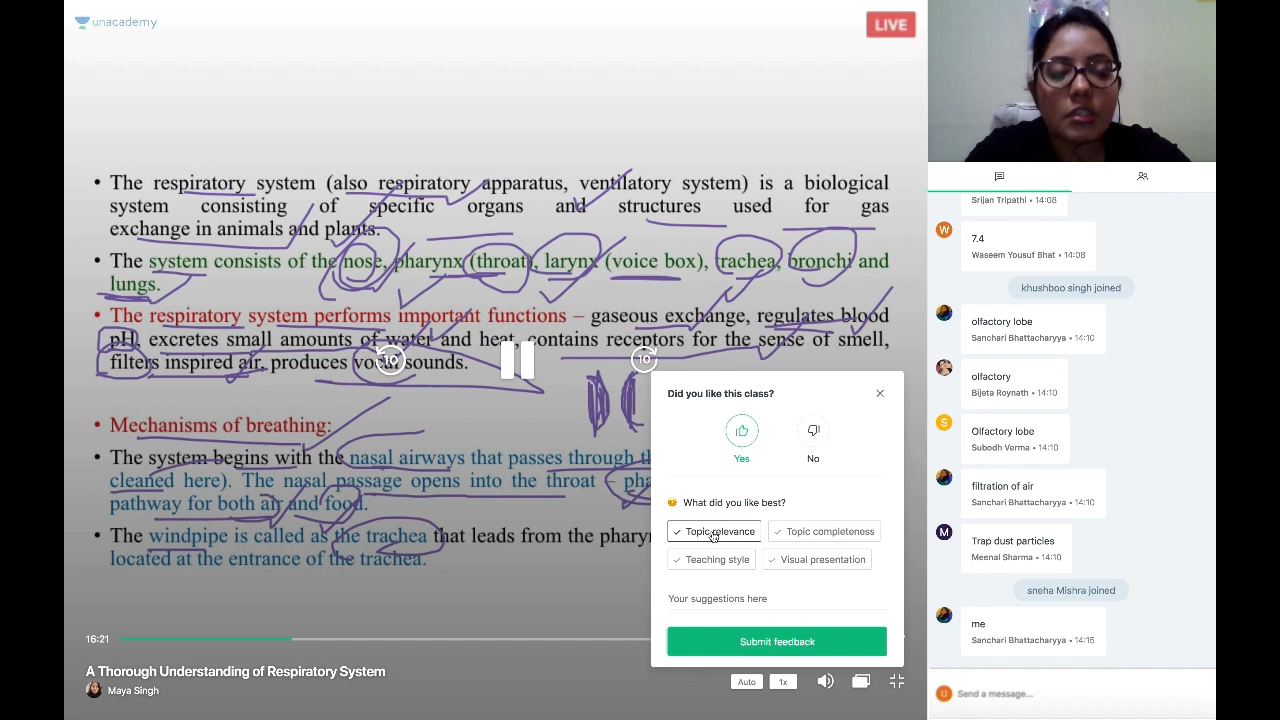 unacademy
LIVE
• The respiratory system (also respiratory apparatus, ventilatory system) is a biological
system consisting of specific organs and structures used for gas
exchange in animals and plants.
• The system consists of the nose, pharynx (throat), larynx (voice box), trachea, bronchi and
lungs.
• The respiratory system performs important functions – gaseous exchange, regulates blood
pH, excretes small amounts of water and heat, contains receptors for the sense of smell,
filters inspired air, produces vocal sounds.
10
10
• Mechanisms of breathing:
• The system begins with the nasal airways that passes through
cleaned here). The nasal passage opens into the throat –
pathway for both air and food.
• The windpipe is called as the trachea that leads from the
located at the entrance of the trachea.
Did you like this class?
Yes
No
What did you like best?
Topic relevance
Topic completeness
Teaching style
Visual presentation
Your suggestions here
Submit feedback
16:21
A Thorough Understanding of Respiratory System
Maya Singh
Auto
1x
Srijan Tripathi • 14:08
W
7.4
Waseem Yousuf Bhat • 14:08
khushboo singh joined
olfactory lobe
Sanchari Bhattacharyya • 14:10
olfactory
Bijeta Roynath • 14:10
S
Olfactory lobe
Subodh Verma • 14:10
filtration of air
Sanchari Bhattacharyya • 14:10
M
Trap dust particles
Meenal Sharma • 14:10
sneha Mishra joined
me
Sanchari Bhattacharyya • 14:15
U
Send a message...